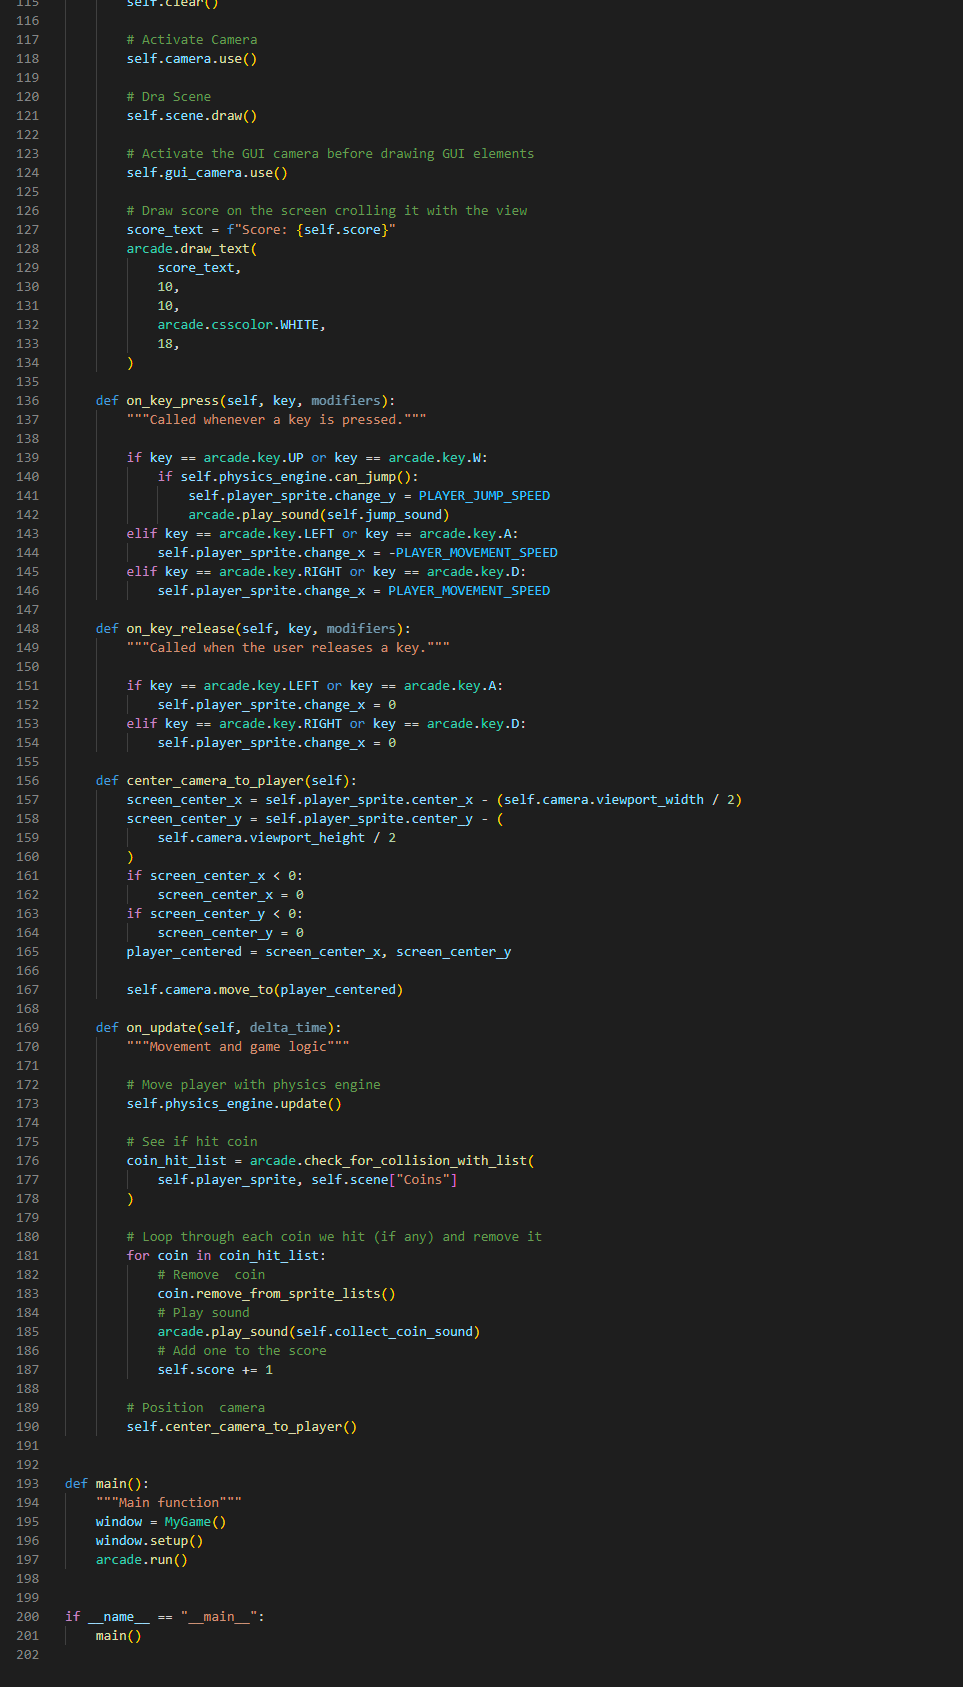 115 self.clear()
116
117 # Activate Camera
118 self.camera.use()
119
120 # Dra Scene
121 self.scene.draw()
122
123 # Activate the GUI camera before drawing GUI elements
124 self.gui_camera.use()
125
126 # Draw score on the screen crolling it with the view
127 score_text = f"Score: {self.score}"
128 arcade.draw_text(
129 score_text,
130 10,
131 10,
132 arcade.csscolor.WHITE,
133 18,
134 )
135
136 def on_key_press(self, key, modifiers):
137 """Called whenever a key is pressed."""
138
139 if key == arcade.key.UP or key == arcade.key.W:
140 if self.physics_engine.can_jump():
141 self.player_sprite.change_y = PLAYER_JUMP_SPEED
142 arcade.play_sound(self.jump_sound)
143 elif key == arcade.key.LEFT or key == arcade.key.A:
144 self.player_sprite.change_x = -PLAYER_MOVEMENT_SPEED
145 elif key == arcade.key.RIGHT or key == arcade.key.D:
146 self.player_sprite.change_x = PLAYER_MOVEMENT_SPEED
147
148 def on_key_release(self, key, modifiers):
149 """Called when the user releases a key."""
150
151 if key == arcade.key.LEFT or key == arcade.key.A:
152 self.player_sprite.change_x = 0
153 elif key == arcade.key.RIGHT or key == arcade.key.D:
154 self.player_sprite.change_x = 0
155
156 def center_camera_to_player(self):
157 screen_center_x = self.player_sprite.center_x - (self.camera.viewport_width / 2)
158 screen_center_y = self.player_sprite.center_y - (
159 self.camera.viewport_height / 2
160 )
161 if screen_center_x < 0:
162 screen_center_x = 0
163 if screen_center_y < 0:
164 screen_center_y = 0
165 player_centered = screen_center_x, screen_center_y
166
167 self.camera.move_to(player_centered)
168
169 def on_update(self, delta_time):
170 """Movement and game logic"""
171
172 # Move player with physics engine
173 self.physics_engine.update()
174
175 # See if hit coin
176 coin_hit_list = arcade.check_for_collision_with_list(
177 self.player_sprite, self.scene["Coins"]
178 )
179
180 # Loop through each coin we hit (if any) and remove it
181 for coin in coin_hit_list:
182 # Remove  coin
183 coin.remove_from_sprite_lists()
184 # Play sound
185 arcade.play_sound(self.collect_coin_sound)
186 # Add one to the score
187 self.score += 1
188
189 # Position  camera
190 self.center_camera_to_player()
191
192
193 def main():
194 """Main function"""
195 window = MyGame()
196 window.setup()
197 arcade.run()
198
199
200 if __name__ == "__main__":
201 main()
202